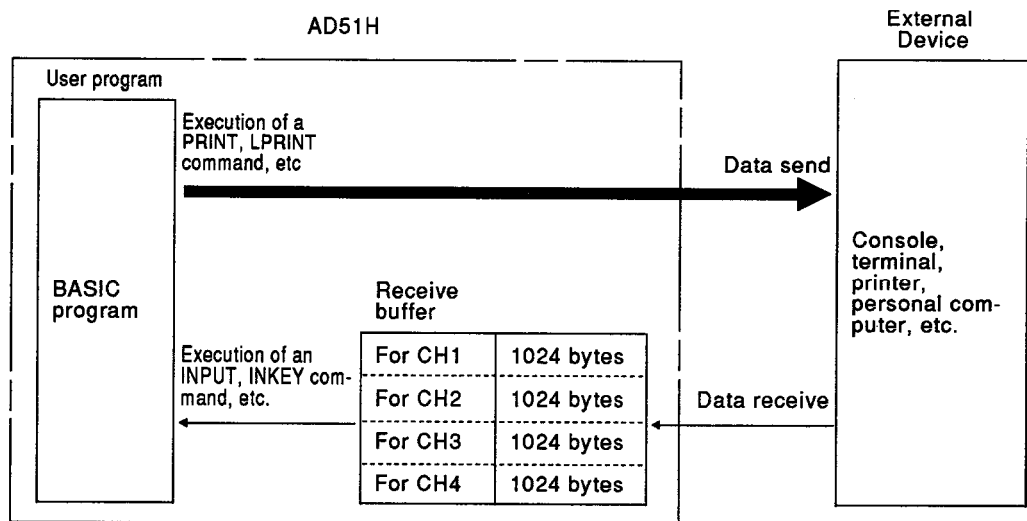 AD51H
External
Device
User program
Execution of a
PRINT, LPRINT
command, etc
Data send
BASIC
program
Console,
terminal,
printer,
personal com-
puter, etc.
Receive
buffer
Execution of an
INPUT, INKEY com-
mand, etc.
For CH1 1024 bytes
For CH2 1024 bytes
For CH3 1024 bytes
For CH4 1024 bytes
Data receive